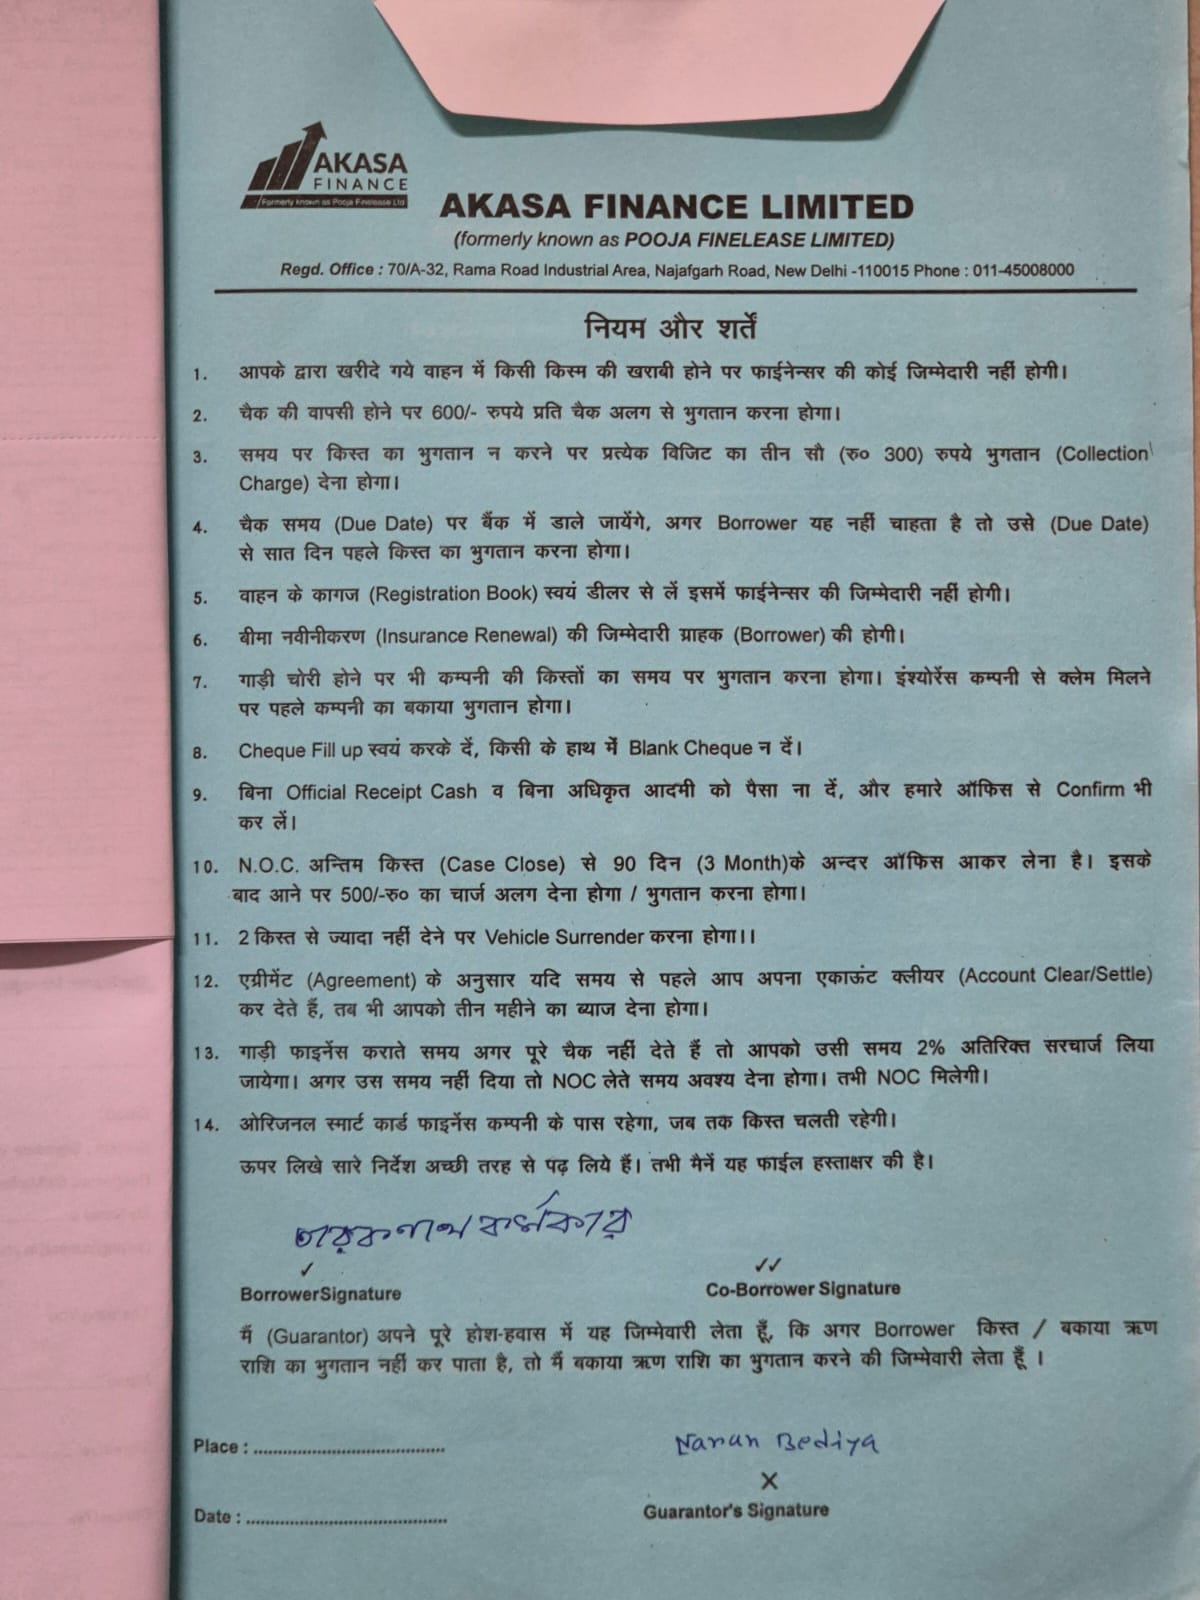 AKASA
FINANCE
Formerly known as Pooja Finelease Ltd
AKASA FINANCE LIMITED
(formerly known as POOJA FINELEASE LIMITED)
Regd. Office : 70/A-32, Rama Road Industrial Area, Najafgarh Road, New Delhi -110015 Phone : 011-45008000
नियम और शर्तें
1. आपके द्वारा खरीदे गये वाहन में किसी किस्म की खराबी होने पर फाईनेन्सर की कोई जिम्मेदारी नहीं होगी।
2. चैक की वापसी होने पर 600/- रुपये प्रति चैक अलग से भुगतान करना होगा।
3. समय पर किस्त का भुगतान न करने पर प्रत्येक विजिट का तीन सौ (रु० 300) रुपये भुगतान (Collection
Charge) देना होगा।
4. चैक समय (Due Date) पर बैंक में डाले जायेंगे, अगर Borrower यह नहीं चाहता है तो उसे (Due Date)
से सात दिन पहले किस्त का भुगतान करना होगा।
5. वाहन के कागज (Registration Book) स्वयं डीलर से लें इसमें फाईनेन्सर की जिम्मेदारी नहीं होगी।
6. बीमा नवीनीकरण (Insurance Renewal) की जिम्मेदारी ग्राहक (Borrower) की होगी।
7. गाड़ी चोरी होने पर भी कम्पनी की किस्तों का समय पर भुगतान करना होगा। इंश्योरेंस कम्पनी से क्लेम मिलने
पर पहले कम्पनी का बकाया भुगतान होगा।
8. Cheque Fill up स्वयं करके दें, किसी के हाथ में Blank Cheque न दें।
9. बिना Official Receipt Cash व बिना अधिकृत आदमी को पैसा ना दें, और हमारे ऑफिस से Confirm भी
कर लें।
10. N.O.C. अन्तिम किस्त (Case Close) से 90 दिन (3 Month)के अन्दर ऑफिस आकर लेना है। इसके
बाद आने पर 500/-रु० का चार्ज अलग देना होगा / भुगतान करना होगा।
11. 2 किस्त से ज्यादा नहीं देने पर Vehicle Surrender करना होगा।।
12. एग्रीमेंट (Agreement) के अनुसार यदि समय से पहले आप अपना एकाऊंट क्लीयर (Account Clear/Settle)
कर देते हैं, तब भी आपको तीन महीने का ब्याज देना होगा।
13. गाड़ी फाइनेंस कराते समय अगर पूरे चैक नहीं देते हैं तो आपको उसी समय 2% अतिरिक्त सरचार्ज लिया
जायेगा। अगर उस समय नहीं दिया तो NOC लेते समय अवश्य देना होगा। तभी NOC मिलेगी।
14. ओरिजनल स्मार्ट कार्ड फाइनेंस कम्पनी के पास रहेगा, जब तक किस्त चलती रहेगी।
ऊपर लिखे सारे निर्देश अच्छी तरह से पढ़ लिये हैं। तभी मैनें यह फाईल हस्ताक्षर की है।
তারকনাথ কর্মকার
Borrower Signature
Co-Borrower Signature
मैं (Guarantor) अपने पूरे होश-हवास में यह जिम्मेवारी लेता हूँ, कि अगर Borrower किस्त / बकाया ऋण
राशि का भुगतान नहीं कर पाता है, तो मैं बकाया ऋण राशि का भुगतान करने की जिम्मेवारी लेता हूँ ।
Place : ....................................
Naran Bediya
X
Guarantor's Signature
Date : ......................................